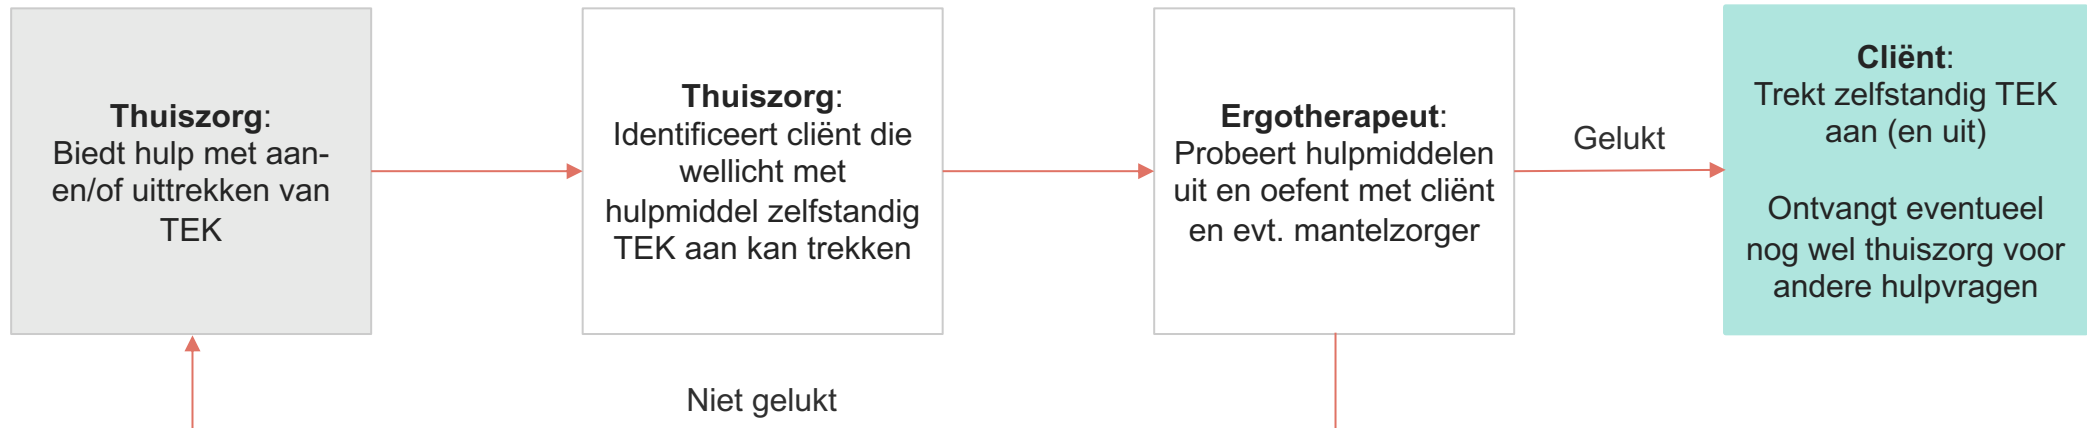 Thuiszorg:
Biedt hulp met aan-
en/of uittrekken van
TEK
Thuiszorg:
Identificeert cliënt die
wellicht met
hulpmiddel zelfstandig
TEK aan kan trekken
Ergotherapeut:
Probeert hulpmiddelen
uit en oefent met cliënt
en evt. mantelzorger
Gelukt
Cliënt:
Trekt zelfstandig TEK
aan (en uit)
Ontvangt eventueel
nog wel thuiszorg voor
andere hulpvragen
Niet gelukt